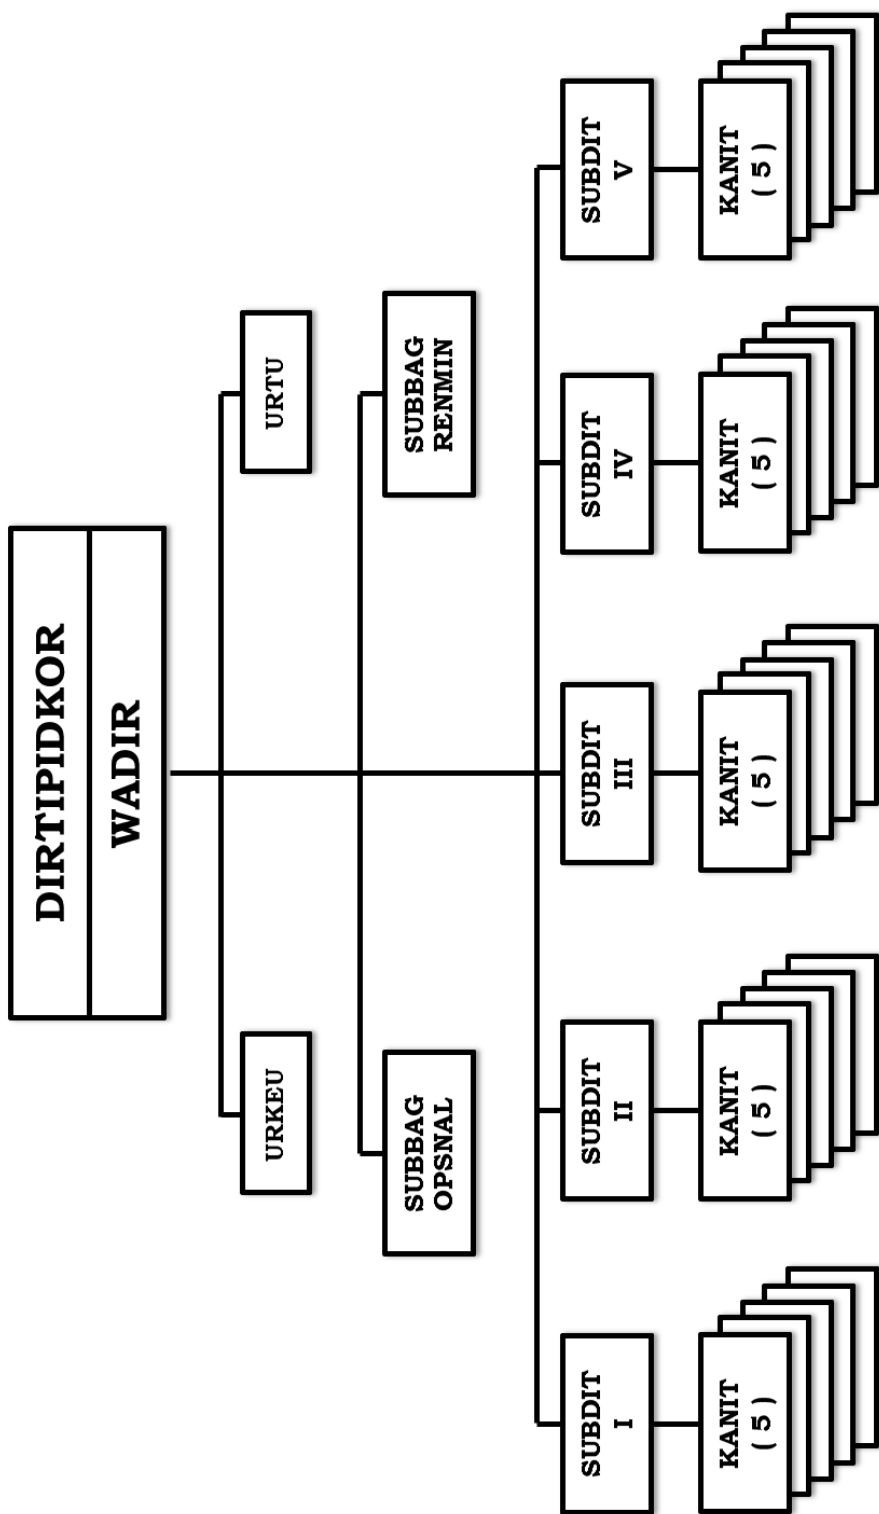 DIRTIPIDKOR
WADIR
URKEU
URTU
SUBBAG
OPSNAL
SUBBAG
RENMIN
SUBDIT
I
SUBDIT
II
SUBDIT
III
SUBDIT
IV
SUBDIT
V
KANIT
(5)
KANIT
(5)
KANIT
(5)
KANIT
(5)
KANIT
(5)